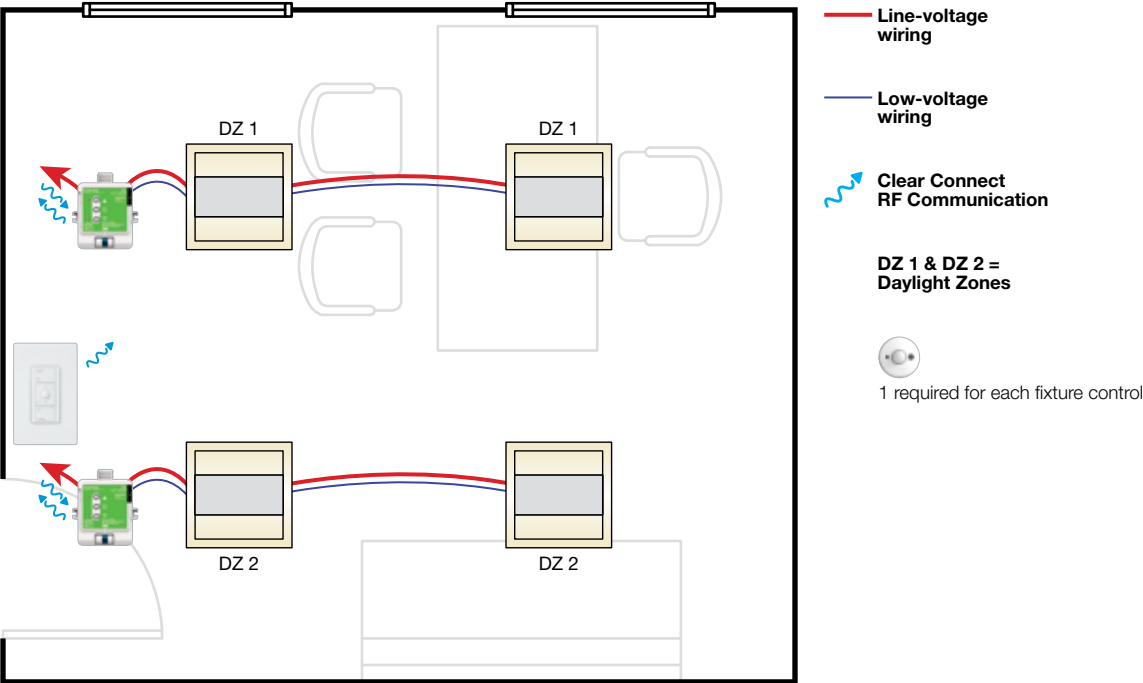 DZ 1
DZ 1
DZ 2
DZ 2
Line-voltage
wiring
Low-voltage
wiring
Clear Connect
RF Communication
DZ 1 & DZ 2 =
Daylight Zones
1 required for each fixture control